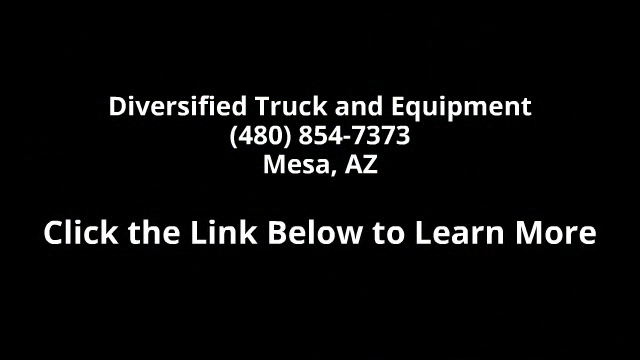 Diversified Truck and Equipment
(480) 854-7373
Mesa, AZ
Click the Link Below to Learn More